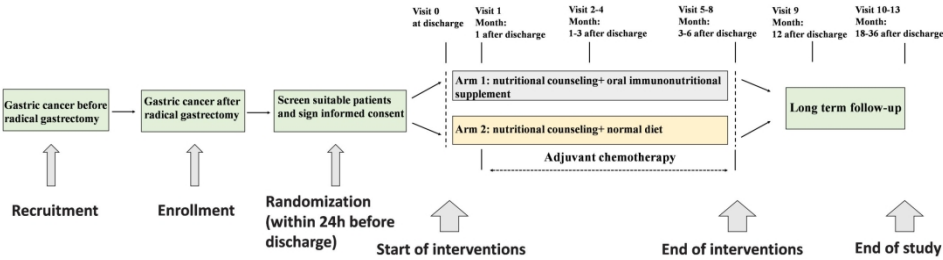 Visit 0
at discharge
Visit 1
Month:
1 after discharge
Visit 2-4
Month:
1-3 after discharge
Visit 5-8
Month:
3-6 after discharge
Visit 9
Month:
12 after discharge
Visit 10-13
Month:
18-36 after discharge
Gastric cancer before
radical gastrectomy
Gastric cancer after
radical gastrectomy
Screen suitable patients
and sign informed consent
Arm 1: nutritional counseling+ oral immunonutritional
supplement
Arm 2: nutritional counseling+ normal diet
Adjuvant chemotherapy
Long term follow-up
Recruitment
Enrollment
Randomization
(within 24h before
discharge)
Start of interventions
End of interventions
End of study